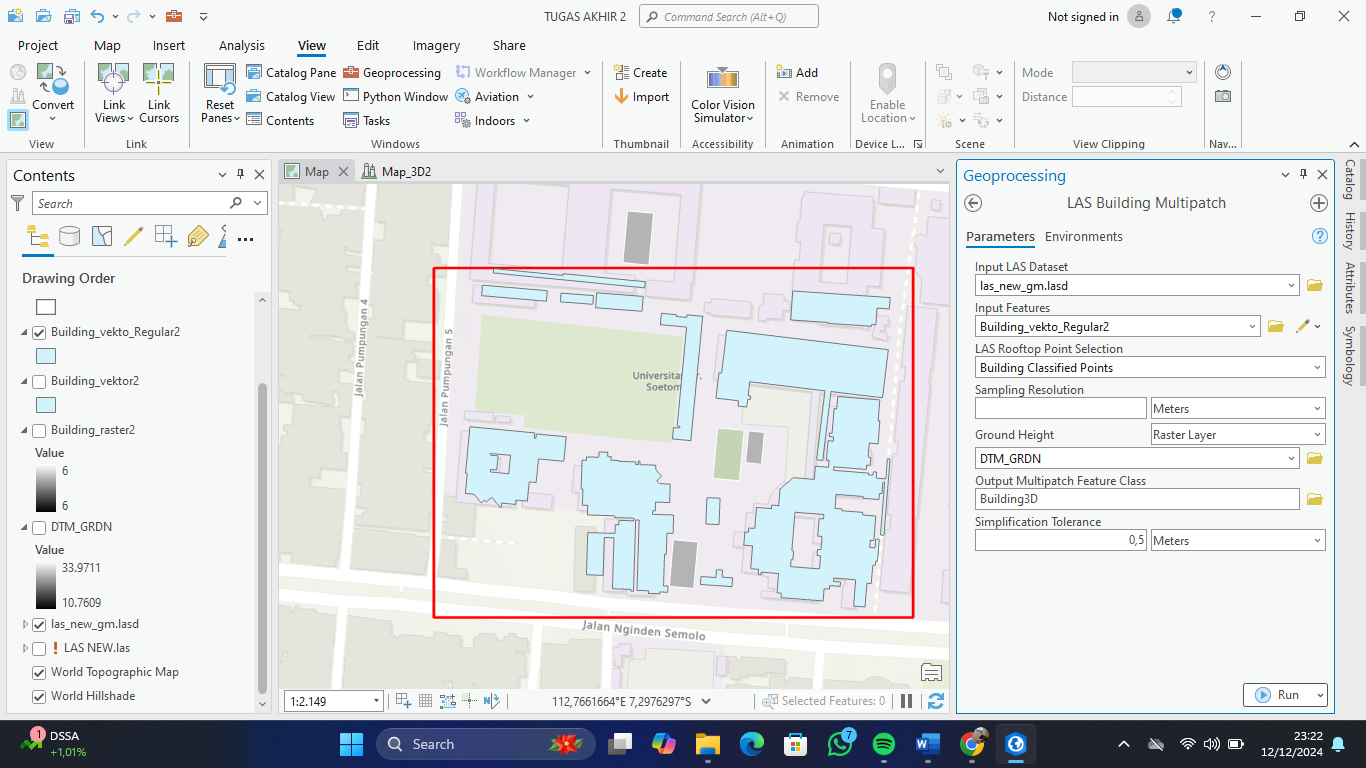 TUGAS AKHIR 2
Command Search (Alt+Q)
Not signed in
?
Project
Map
Insert
Analysis
View
Edit
Imagery
Share
Convert
Link Views
Link Cursors
Reset Panes
Catalog Pane
Catalog View
Contents
Geoprocessing
Python Window
Tasks
Workflow Manager
Aviation
Indoors
Create
Import
Color Vision Simulator
Add
Remove
Enable Location
Mode
Distance
View
Link
Windows
Thumbnail
Accessibility
Animation
Device L...
Scene
View Clipping
Nav...
Contents
Search
Drawing Order
Building_vekto_Regular2
Building_vektor2
Building_raster2
Value
6
6
DTM_GRDN
Value
33.9711
10.7609
las_new_gm.lasd
! LAS NEW.las
World Topographic Map
World Hillshade
Map
Map_3D2
Jalan Pumpungan 4
Jalan Pumpungan 5
Universitas
Soetom
Jalan Nginden Semolo
1:2.149
112,7661664°E 7,2976297°S
Selected Features: 0
Geoprocessing
LAS Building Multipatch
Parameters
Environments
?
Input LAS Dataset
las_new_gm.lasd
Input Features
Building_vekto_Regular2
LAS Rooftop Point Selection
Building Classified Points
Sampling Resolution
Meters
Ground Height
Raster Layer
DTM_GRDN
Output Multipatch Feature Class
Building3D
Simplification Tolerance
0,5
Meters
Run
Catalog
History
Attributes
Symbology
1
DSSA
+1,01%
Search
7
23:22
12/12/2024